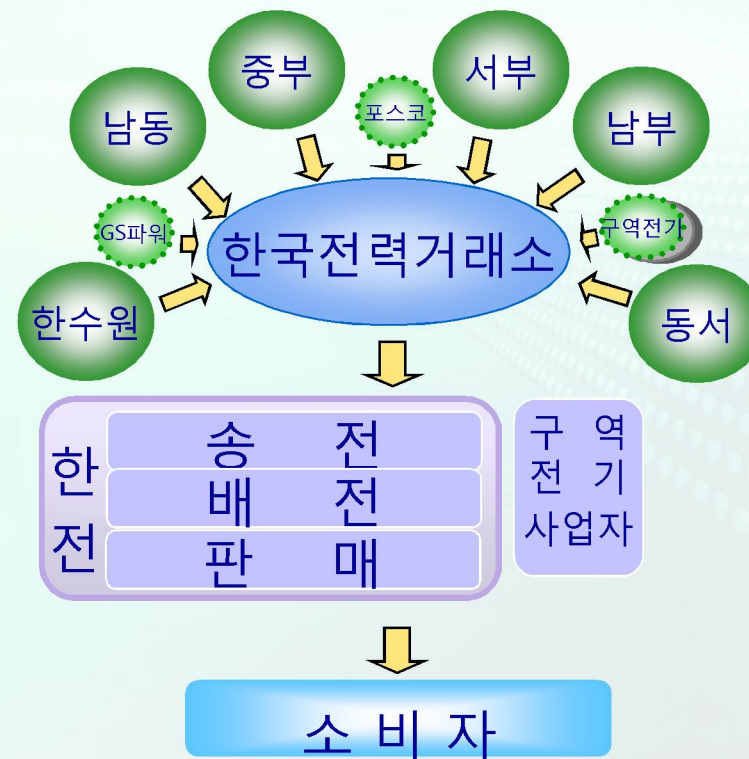 중부
서부
남동
포스코
남부
GS파워
구역전기
한국전력거래소
한수원
동서
한전
송 전
배 전
판 매
구 역
전 기
사업자
소 비 자